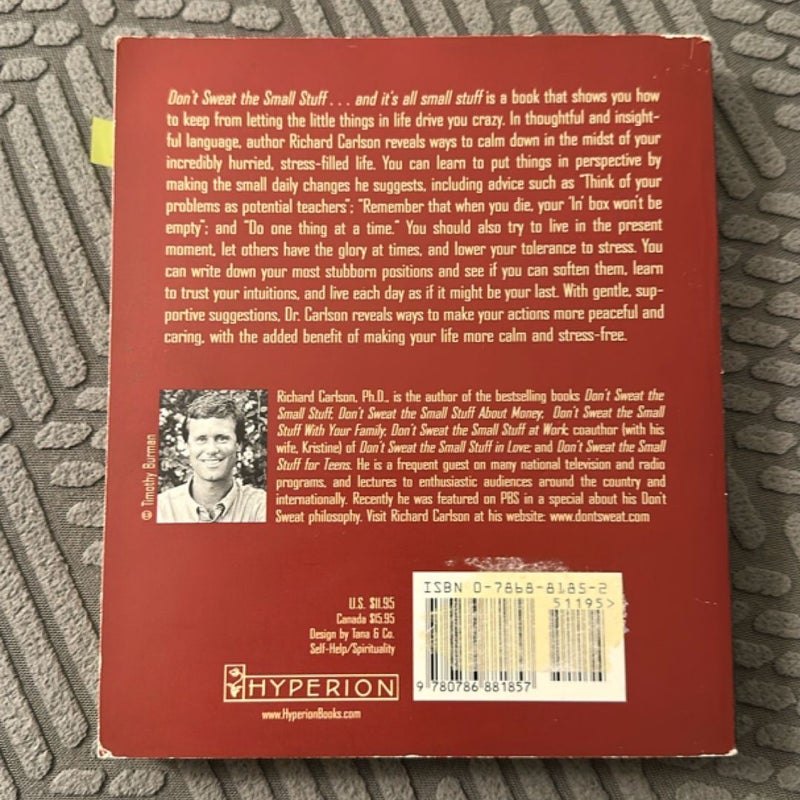 Don't Sweat the Small Stuff . . . and it's all small stuff is a book that shows you how
to keep from letting the little things in life drive you crazy. In thoughtful and insight-
ful language, author Richard Carlson reveals ways to calm down in the midst of your
incredibly hurried, stress-filled life. You can learn to put things in perspective by
making the small daily changes he suggests, including advice such as "Think of your
problems as potential teachers"; "Remember that when you die, your 'In' box won't be
empty"; and "Do one thing at a time." You should also try to live in the present
moment, let others have the glory at times, and lower your tolerance to stress. You
can write down your most stubborn positions and see if you can soften them, learn
to trust your intuitions, and live each day as if it might be your last. With gentle, sup-
portive suggestions, Dr. Carlson reveals ways to make your actions more peaceful and
caring, with the added benefit of making your life more calm and stress-free.
© Timothy Burman
Richard Carlson, Ph.D., is the author of the bestselling books Don't Sweat the
Small Stuff, Don't Sweat the Small Stuff About Money, Don't Sweat the Small
Stuff With Your Family, Don't Sweat the Small Stuff at Work; coauthor (with his
wife, Kristine) of Don't Sweat the Small Stuff in Love; and Don't Sweat the Small
Stuff for Teens. He is a frequent guest on many national television and radio
programs, and lectures to enthusiastic audiences around the country and
internationally. Recently he was featured on PBS in a special about his Don't
Sweat philosophy. Visit Richard Carlson at his website: www.dontsweat.com
U.S. $11.95
Canada $15.95
Design by Tana & Co.
Self-Help/Spirituality
HYPERION
www.HyperionBooks.com
ISBN 0-7868-8185-2
51195>
9 780786 881857